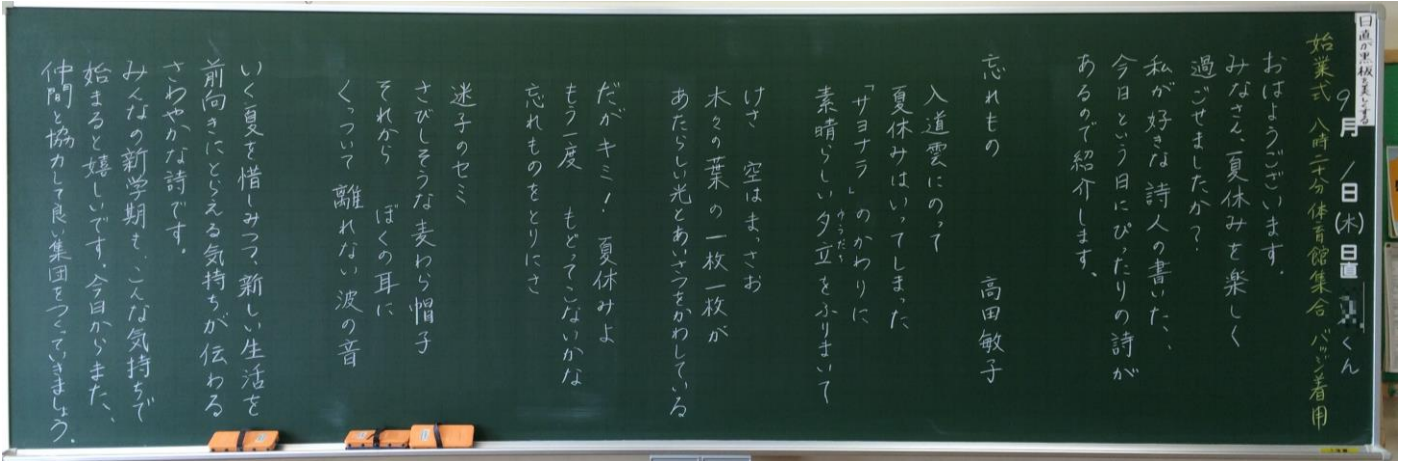 日直が黒板を美しくする
9月1日(木)日直 くん
始業式 八時二十分体育館集合 バッジ着用
おはようございます。
みなさん、夏休みを楽しく
過ごせましたか?
私が好きな詩人の書いた、
今日という日にぴったりの詩が
あるので紹介します。
忘れもの 高田敏子
入道雲にのって
夏休みはいってしまった
「サヨナラ」のかわりに
素晴らしい夕立をふりまいて
ゆうだち
けさ 空はまっさお
木々の葉の一枚一枚が
あたらしい光とあいさつをかわしている
だがキミ! 夏休みよ
もう一度 もどってこないかな
忘れものをとりにさ
迷子のセミ
さびしそうな麦わら帽子
それから ぼくの耳に
くっついて離れない波の音
いく夏を惜しみつつ、新しい生活を
前向きにとらえる気持ちが伝わる
さわやかな詩です。
みんなの新学期も、こんな気持ちで
始まると嬉しいです。今日からまた、
仲間と協力して良い集団をつくっていきましょう。